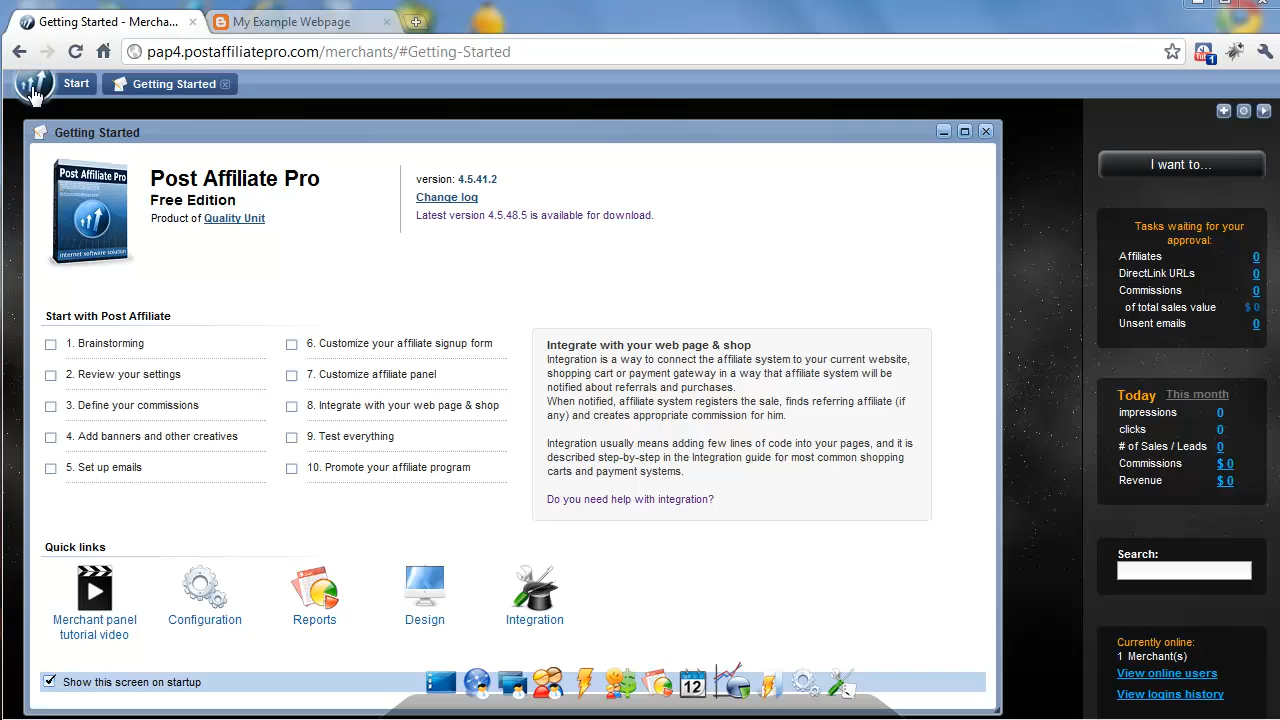 Getting Started - Mercha...
My Example Webpage
pap4.postaffiliatepro.com/merchants/#Getting-Started
1
Start
Getting Started
Getting Started
Post Affiliate Pro
Post Affiliate Pro
Free Edition
Product of Quality Unit
internet software solution
version: 4.5.41.2
Change log
Latest version 4.5.48.5 is available for download.
Start with Post Affiliate
1. Brainstorming
2. Review your settings
3. Define your commissions
4. Add banners and other creatives
5. Set up emails
6. Customize your affiliate signup form
7. Customize affiliate panel
8. Integrate with your web page & shop
9. Test everything
10. Promote your affiliate program
Integrate with your web page & shop
Integration is a way to connect the affiliate system to your current website,
shopping cart or payment gateway in a way that affiliate system will be
notified about referrals and purchases.
When notified, affiliate system registers the sale, finds referring affiliate (if
any) and creates appropriate commission for him.
Integration usually means adding few lines of code into your pages, and it is
described step-by-step in the Integration guide for most common shopping
carts and payment systems.
Do you need help with integration?
Quick links
Merchant panel
tutorial video
Configuration
Reports
Design
Integration
Show this screen on startup
12
I want to...
Tasks waiting for your
approval:
Affiliates 0
DirectLink URLs 0
Commissions 0
of total sales value $ 0
Unsent emails 0
Today This month
impressions 0
clicks 0
# of Sales / Leads 0
Commissions $ 0
Revenue $ 0
Search:
Currently online:
1 Merchant(s)
View online users
View logins history